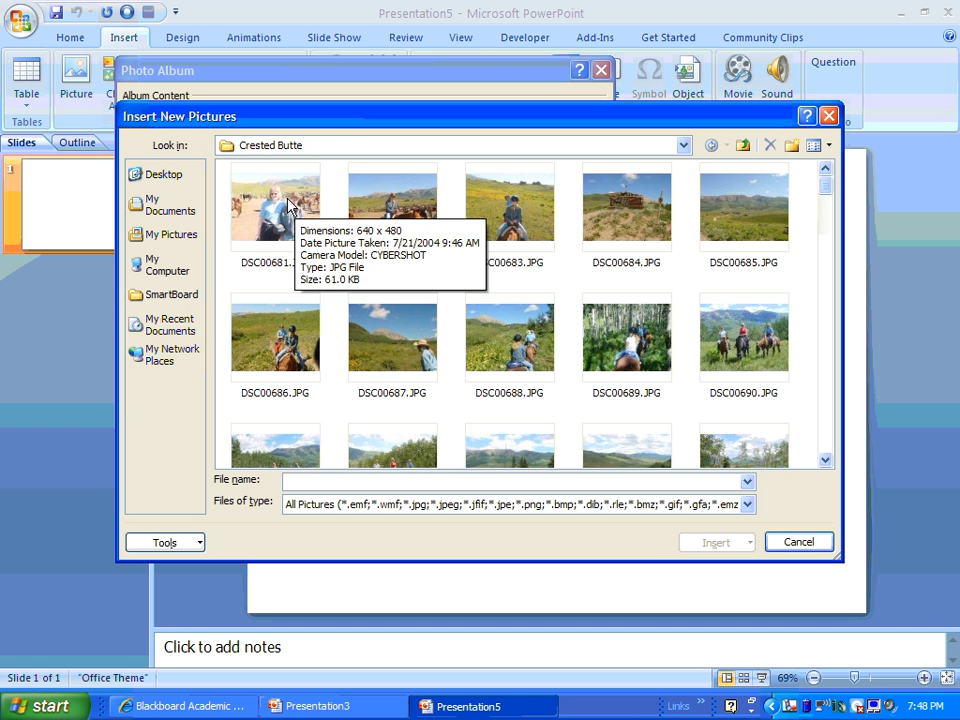 Presentation5 - Microsoft PowerPoint
Home Insert Design Animations Slide Show Review View Developer Add-Ins Get Started Community Clips
Table Picture Symbol Object Movie Sound Question
Tables
Photo Album
Album Content
Insert New Pictures
Slides Outline
1
Look in: Crested Butte
Desktop
My Documents
My Pictures
My Computer
SmartBoard
My Recent Documents
My Network Places
DSC00681. DSC00683.JPG DSC00684.JPG DSC00685.JPG
Dimensions: 640 x 480
Date Picture Taken: 7/21/2004 9:46 AM
Camera Model: CYBERSHOT
Type: JPG File
Size: 61.0 KB
DSC00686.JPG DSC00687.JPG DSC00688.JPG DSC00689.JPG DSC00690.JPG
File name:
Files of type: All Pictures (*.emf;*.wmf;*.jpg;*.jpeg;*.jfif;*.jpe;*.png;*.bmp;*.dib;*.rle;*.bmz;*.gif;*.gfa;*.emz
Tools Insert Cancel
Click to add notes
Slide 1 of 1 "Office Theme" 69%
start Blackboard Academic ... Presentation3 Presentation5 Links 7:48 PM